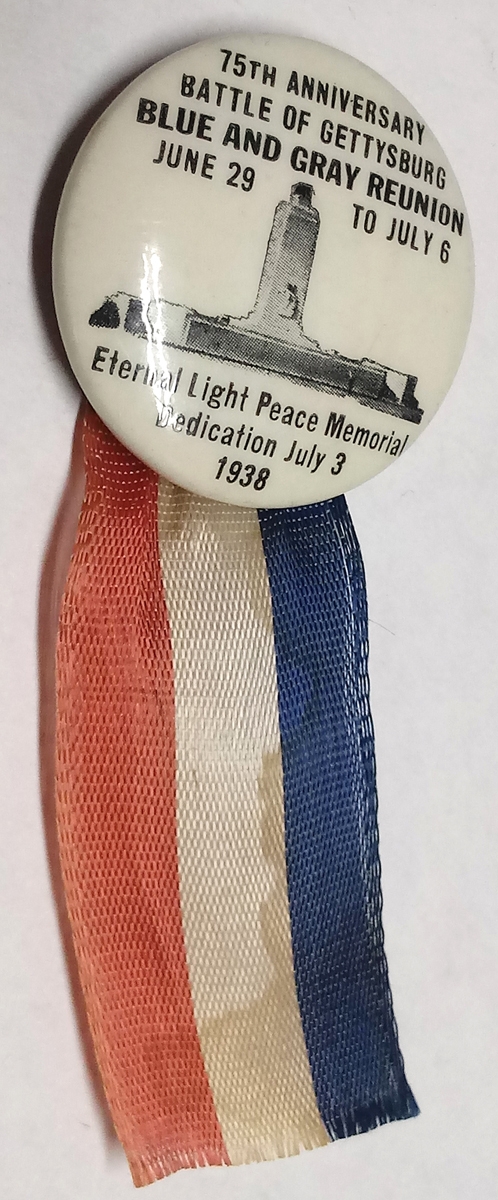 75TH ANNIVERSARY
BATTLE OF GETTYSBURG
BLUE AND GRAY REUNION
JUNE 29 TO JULY 6
Eternal Light Peace Memorial
Dedication July 3
1938